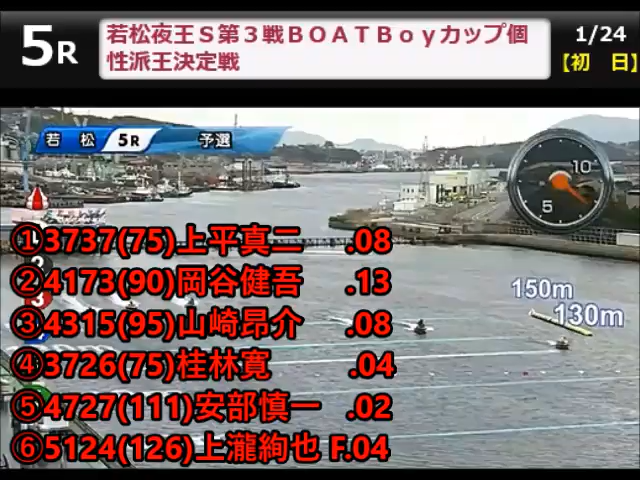 5R
若松夜王Ｓ第３戦ＢＯＡＴＢｏｙカップ個
性派王決定戦
1/24
【初　日】
若　松　5R　予選
10
5
①3737(75)上平真二　.08
②4173(90)岡谷健吾　.13
③4315(95)山崎昂介　.08
④3726(75)桂林寛　.04
⑤4727(111)安部慎一　.02
⑥5124(126)上瀧絢也 F.04
150m
130m